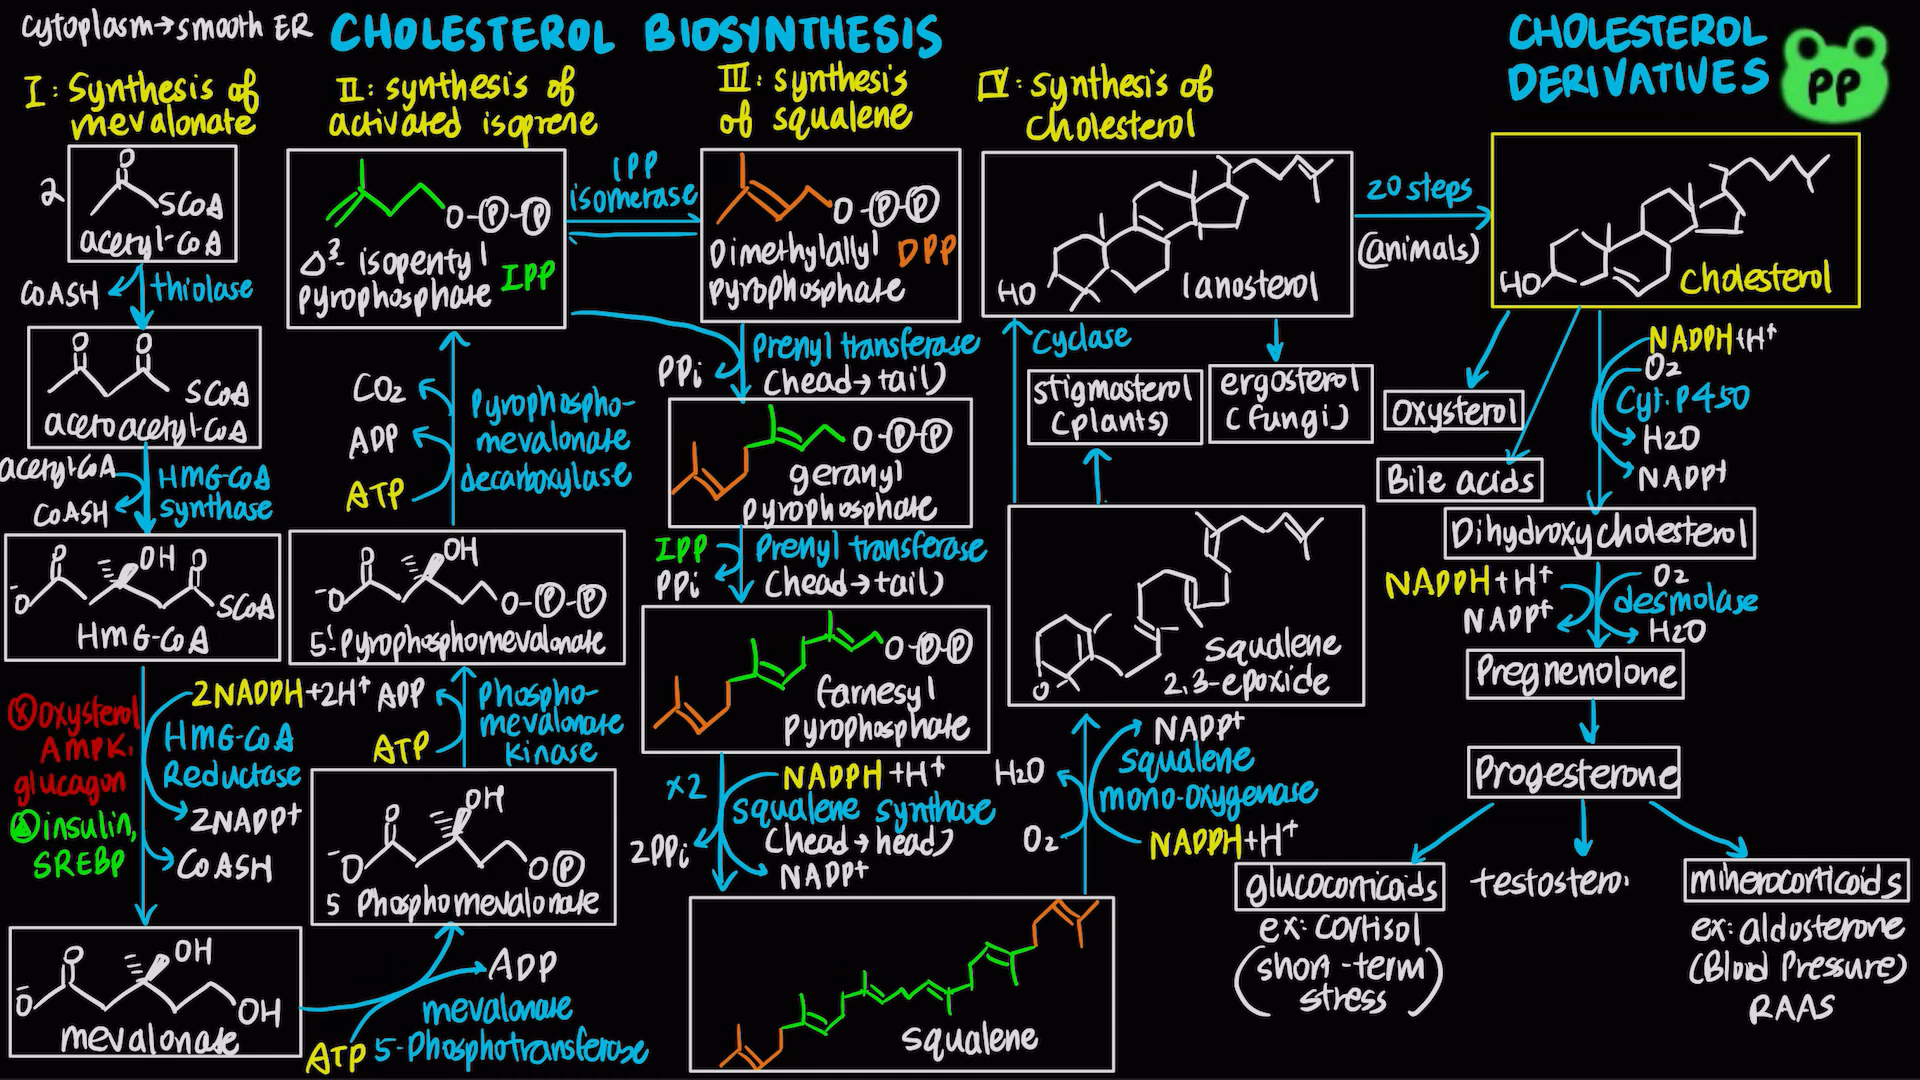 cytoplasm→smooth ER
CHOLESTEROL BIOSYNTHESIS
CHOLESTEROL
DERIVATIVES
PP
I: Synthesis of
mevalonate
2
O
SCoA
acetyl-CoA
CoASH
thiolase
O O
SCoA
acetoacetyl-CoA
acetyl-CoA
CoASH
HMG-CoA
synthase
O OH O
-O SCoA
HMG-CoA
ⓧ oxysterol
AMPK,
glucagon
insulin,
SREBP
2NADPH+2H+
HMG-CoA
Reductase
2NADP+
CoASH
O OH
-O OH
mevalonate
II: synthesis of
activated isoprene
O-Ⓟ-Ⓟ
Δ³-isopentyl
pyrophosphate
IPP
CO2
ADP
ATP
Pyrophospho-
mevalonate
decarboxylase
O OH
-O O-Ⓟ-Ⓟ
5'-Pyrophosphomevalonate
ADP
ATP
Phospho-
mevalonate
kinase
O OH
-O OⓅ
5 Phosphomevalonate
ADP
mevalonate
ATP 5-Phosphotransferase
IPP
isomerase
III: synthesis
of squalene
O-Ⓟ-Ⓟ
Dimethylallyl
pyrophosphate
DPP
PPi
Prenyl transferase
(head→tail)
O-Ⓟ-Ⓟ
geranyl
pyrophosphate
IPP
PPi
Prenyl transferase
(head→tail)
O-Ⓟ-Ⓟ
farnesyl
pyrophosphate
x2
NADPH+H+
squalene synthase
(head→head)
2PPi
NADP+
squalene
IV: synthesis of
cholesterol
HO
lanosterol
cyclase
stigmasterol
(plants)
ergosterol
(fungi)
O
squalene
2,3-epoxide
H2O
O2
NADP+
squalene
mono-oxygenase
NADPH+H+
20 steps
(animals)
HO
cholesterol
Oxysterol
Bile acids
NADPH+H+
O2
Cyt.P450
H2O
NADP+
Dihydroxycholesterol
NADPH+H+
NADP+
O2
desmolase
H2O
Pregnenolone
Progesterone
glucocorticoids
ex: cortisol
(short-term
stress)
testostero
minerocorticoids
ex: aldosterone
(Blood Pressure)
RAAS